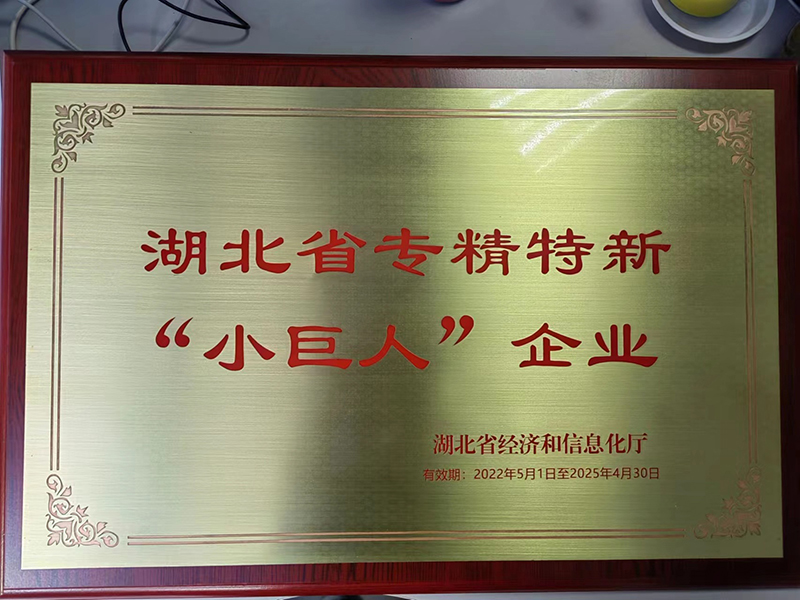 湖北省专精特新
“小巨人”企业
湖北省经济和信息化厅
有效期：2022年5月1日至2025年4月30日